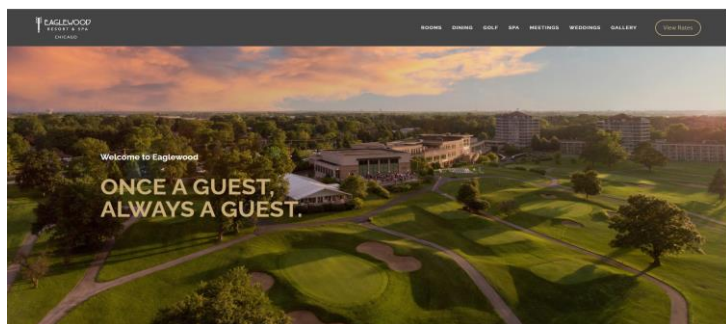 EAGLEWOOD
RESORT & SPA
CHICAGO
ROOMS DINING GOLF SPA MEETINGS WEDDINGS GALLERY View Rates
Welcome to Eaglewood
ONCE A GUEST,
ALWAYS A GUEST.